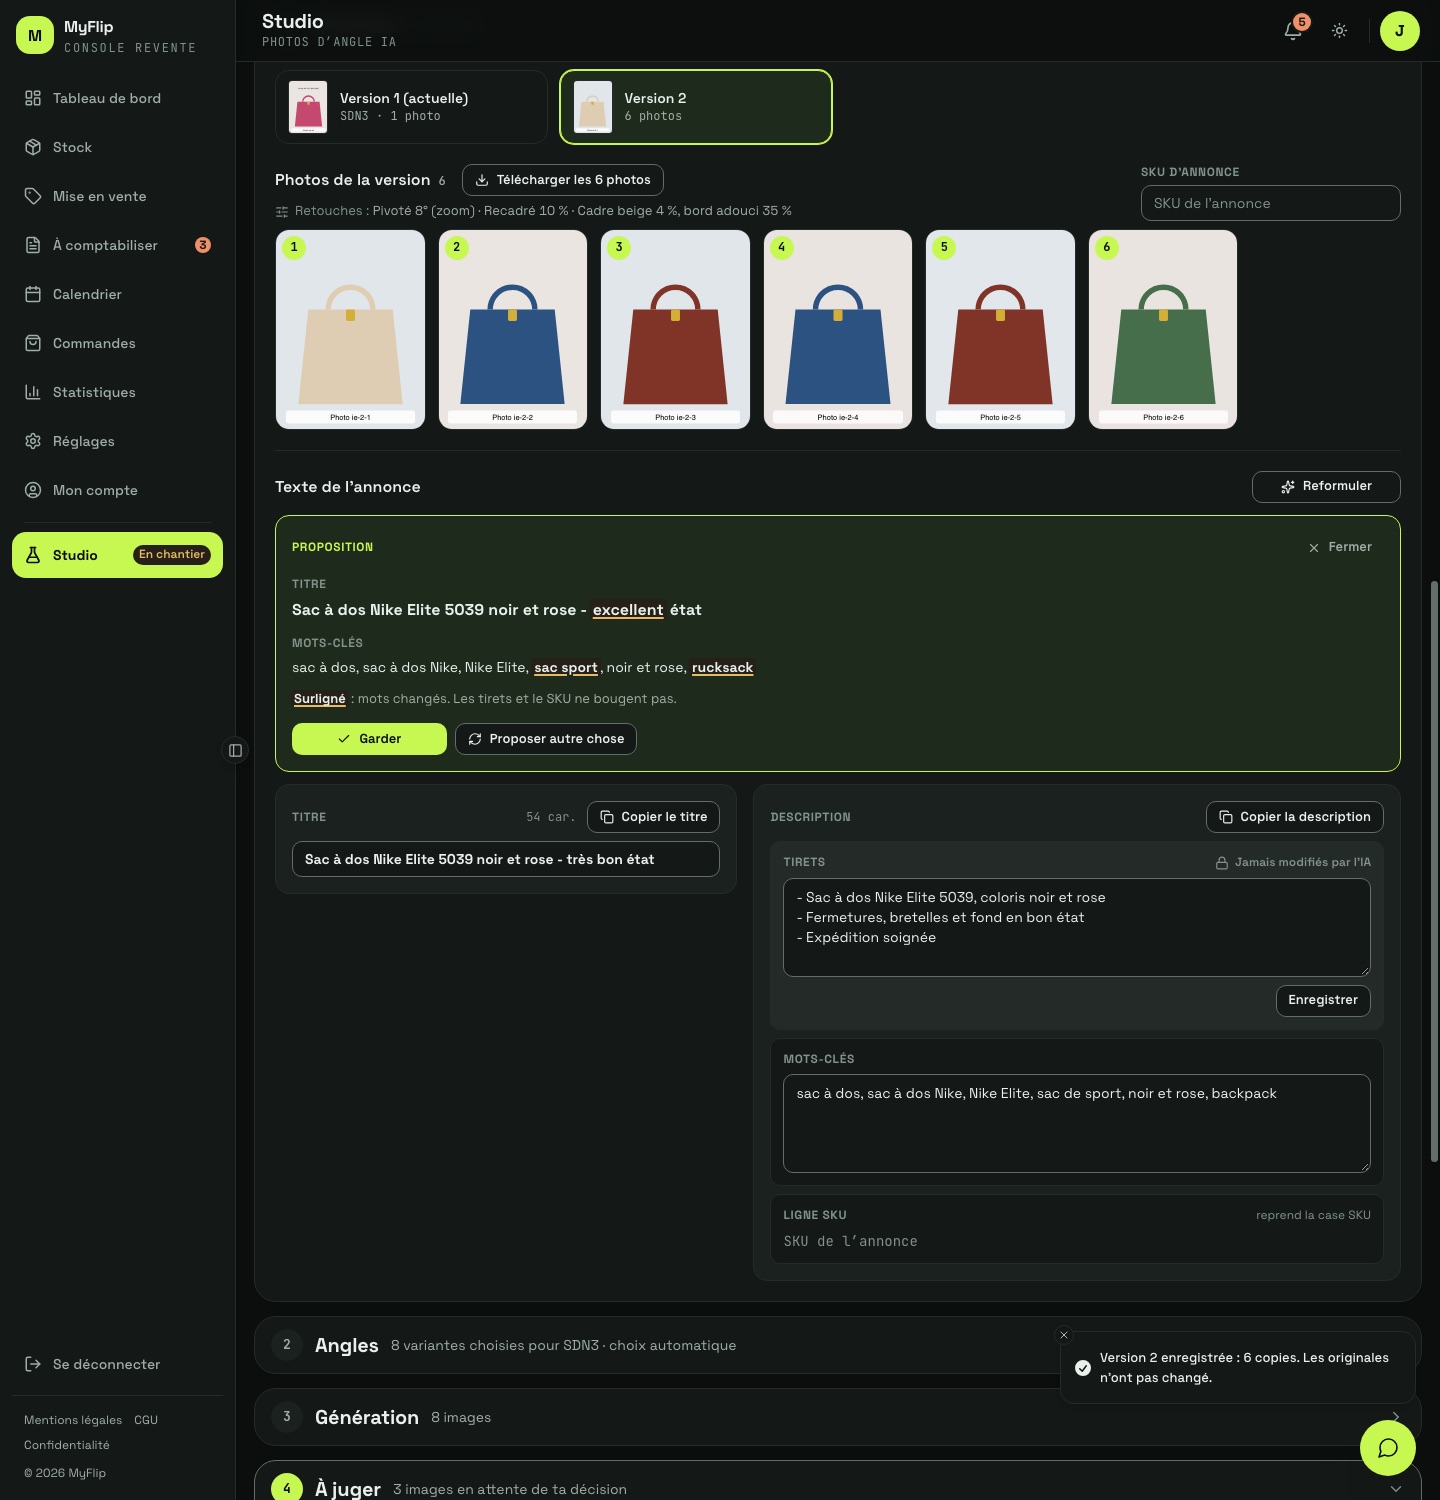 M
MyFlip
CONSOLE REVENTE
Tableau de bord
Stock
Mise en vente
À comptabiliser
3
Calendrier
Commandes
Statistiques
Réglages
Mon compte
Studio
En chantier
Se déconnecter
Mentions légales
CGU
Confidentialité
© 2026 MyFlip
Studio
PHOTOS D'ANGLE IA
5
J
Version 1 (actuelle)
SDN3 · 1 photo
Version 2
6 photos
Photos de la version 6
Télécharger les 6 photos
SKU D'ANNONCE
SKU de l'annonce
Retouches : Pivoté 8° (zoom) · Recadré 10 % · Cadre beige 4 %, bord adouci 35 %
1
2
3
4
5
6
Photo ie-2-1
Photo ie-2-2
Photo ie-2-3
Photo ie-2-4
Photo ie-2-5
Photo ie-2-6
Texte de l'annonce
Reformuler
PROPOSITION
Fermer
TITRE
Sac à dos Nike Elite 5039 noir et rose - excellent état
MOTS-CLÉS
sac à dos, sac à dos Nike, Nike Elite, sac sport, noir et rose, rucksack
Surligné : mots changés. Les tirets et le SKU ne bougent pas.
Garder
Proposer autre chose
TITRE
54 car.
Copier le titre
Sac à dos Nike Elite 5039 noir et rose - très bon état
DESCRIPTION
Copier la description
TIRETS
Jamais modifiés par l'IA
- Sac à dos Nike Elite 5039, coloris noir et rose
- Fermetures, bretelles et fond en bon état
- Expédition soignée
Enregistrer
MOTS-CLÉS
sac à dos, sac à dos Nike, Nike Elite, sac de sport, noir et rose, backpack
LIGNE SKU
reprend la case SKU
SKU de l'annonce
2
Angles
8 variantes choisies pour SDN3 · choix automatique
Version 2 enregistrée : 6 copies. Les originales
n'ont pas changé.
3
Génération
8 images
4
À juger
3 images en attente de ta décision